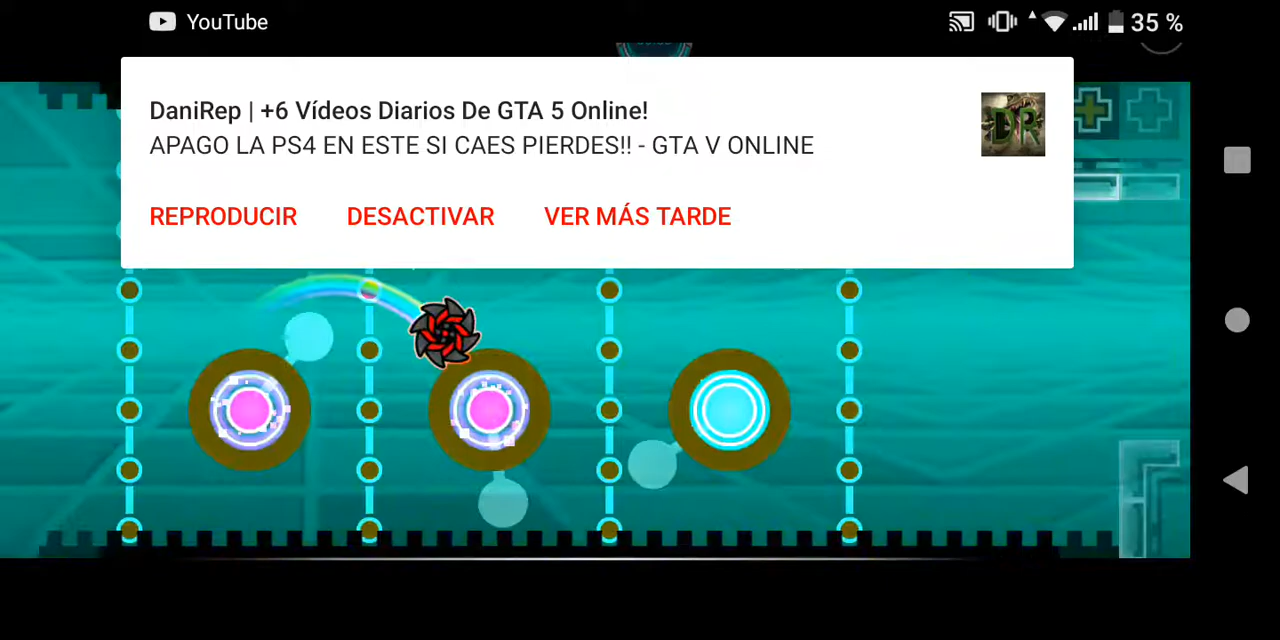 YouTube
35 %
DaniRep | +6 Vídeos Diarios De GTA 5 Online!
APAGO LA PS4 EN ESTE SI CAES PIERDES!! - GTA V ONLINE
DR
REPRODUCIR
DESACTIVAR
VER MÁS TARDE